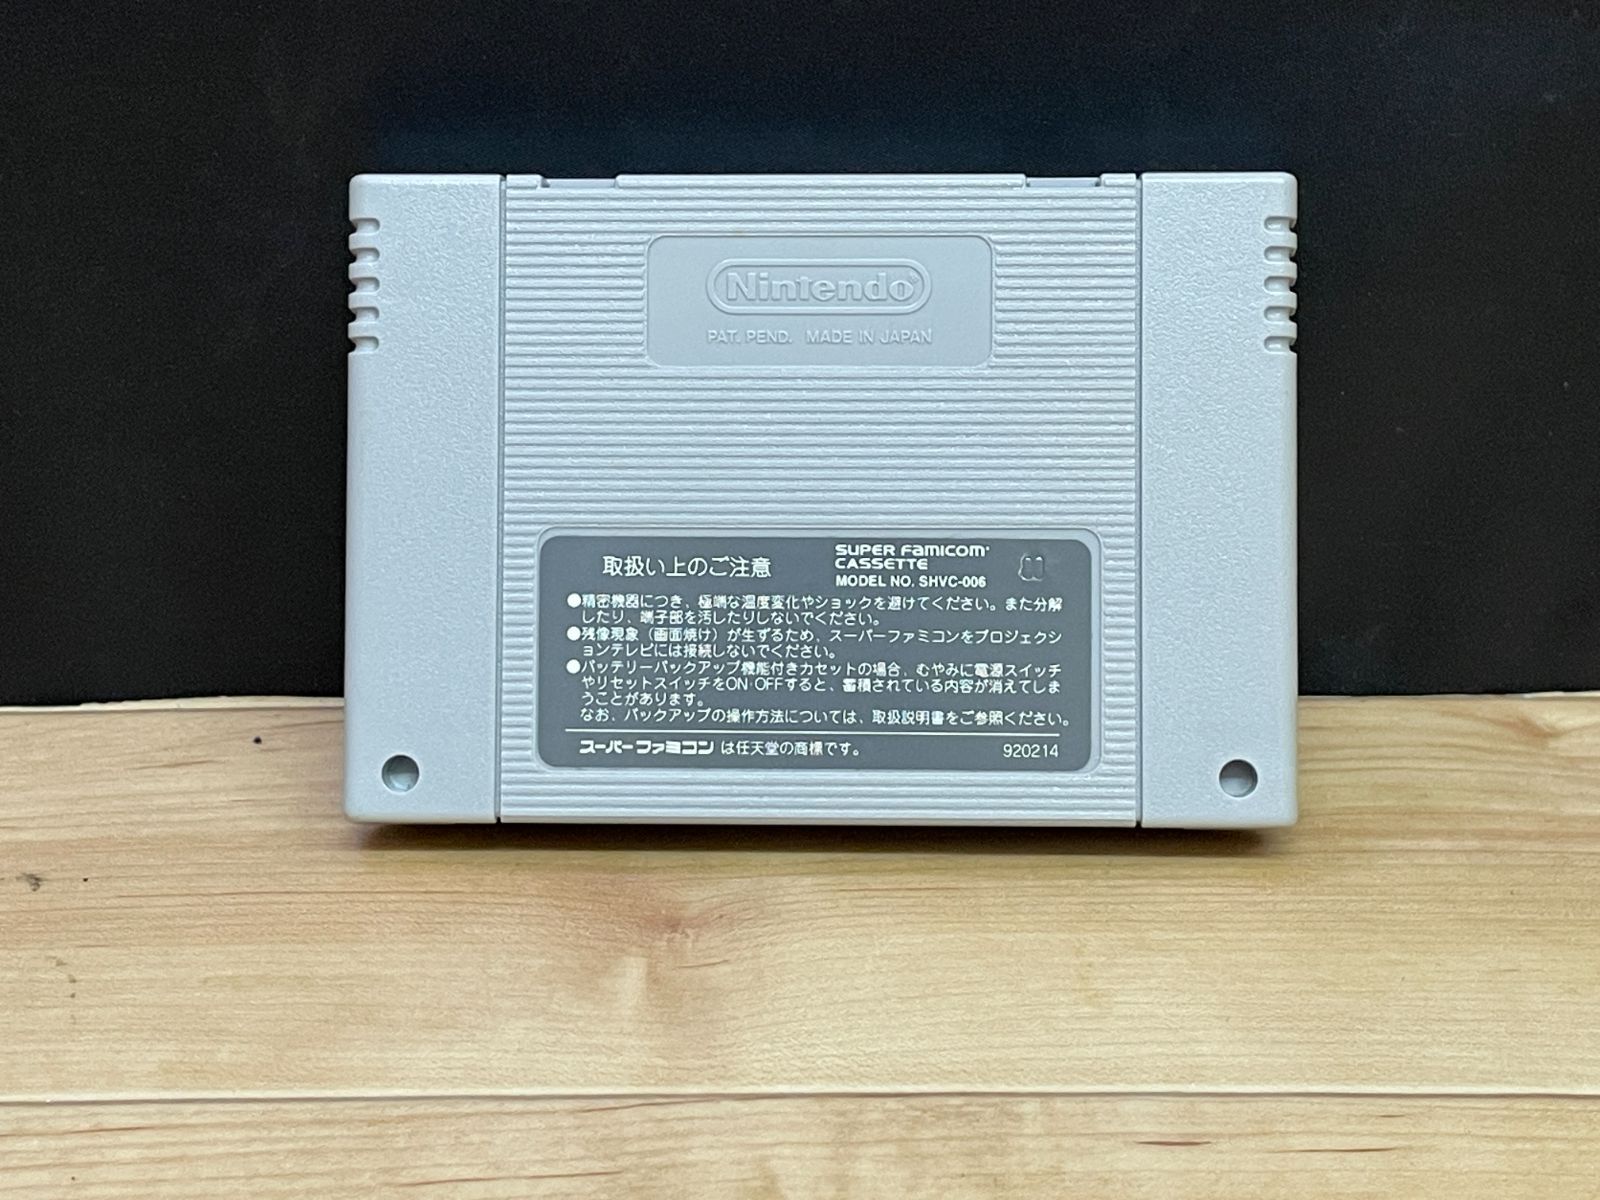 Nintendo
PAT. PEND. MADE IN JAPAN
取扱い上のご注意
SUPER FAMICOM
CASSETTE
MODEL NO. SHVC-006
●精密機器につき、極端な温度変化やショックを避けてください。また分解
したり、端子部を汚したりしないでください。
●残像現象（画面焼け）が生ずるため、スーパーファミコンをプロジェクシ
ョンテレビには接続しないでください。
●バッテリーバックアップ機能付きカセットの場合、むやみに電源スイッチ
やリセットスイッチをON·OFFすると、蓄積されている内容が消えてしま
うことがあります。
なお、バックアップの操作方法については、取扱説明書をご参照ください。
スーパーファミコン は任天堂の商標です。
920214